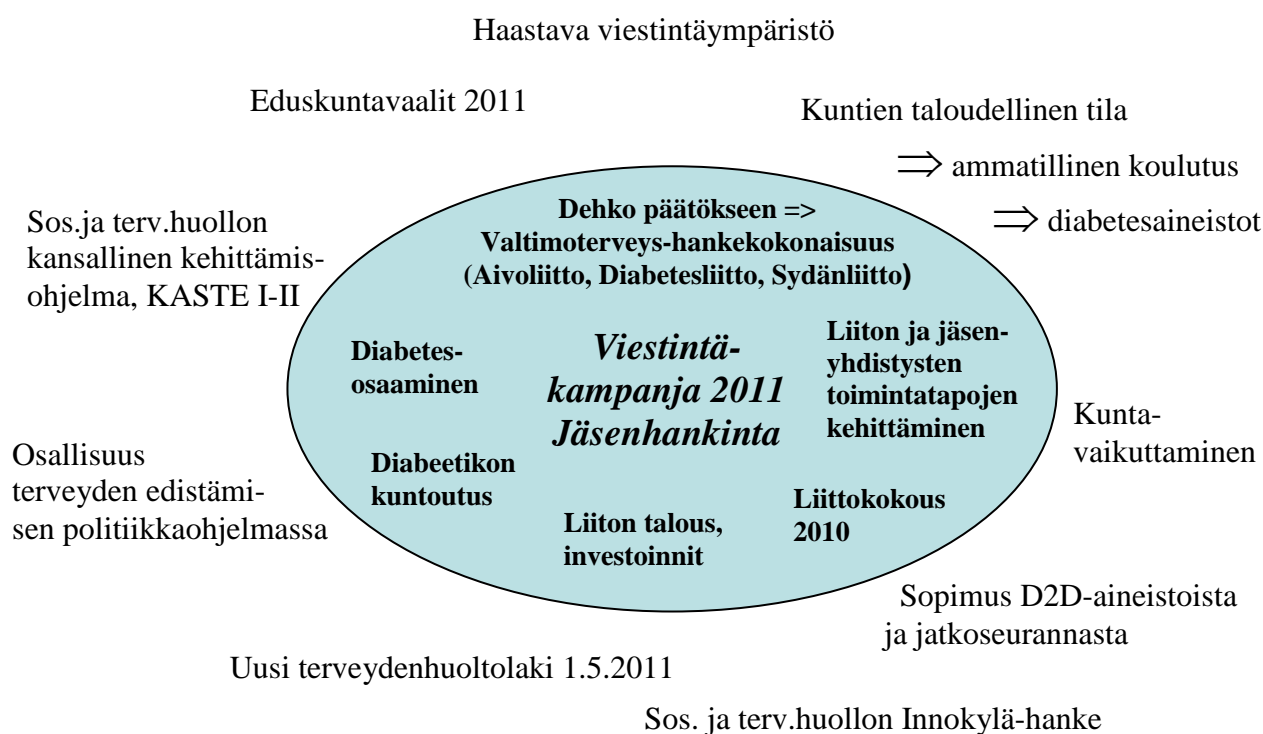 Haastava viestintäympäristö
Eduskuntavaalit 2011
Kuntien taloudellinen tila
⇒ ammatillinen koulutus
⇒ diabetesaineistot
Sos.ja terv.huollon
kansallinen kehittämis-
ohjelma, KASTE I-II
Dehko päätökseen =>
Valtimoterveys-hankekokonaisuus
(Aivoliitto, Diabetesliitto, Sydänliitto)
Diabetes-
osaaminen
Viestintä-
kampanja 2011
Jäsenhankinta
Liiton ja jäsen-
yhdistysten
toimintatapojen
kehittäminen
Kunta-
vaikuttaminen
Osallisuus
terveyden edistämi-
sen politiikkaohjelmassa
Diabeetikon
kuntoutus
Liiton talous,
investoinnit
Liittokokous
2010
Sopimus D2D-aineistoista
ja jatkoseurannasta
Uusi terveydenhuoltolaki 1.5.2011
Sos. ja terv.huollon Innokylä-hanke